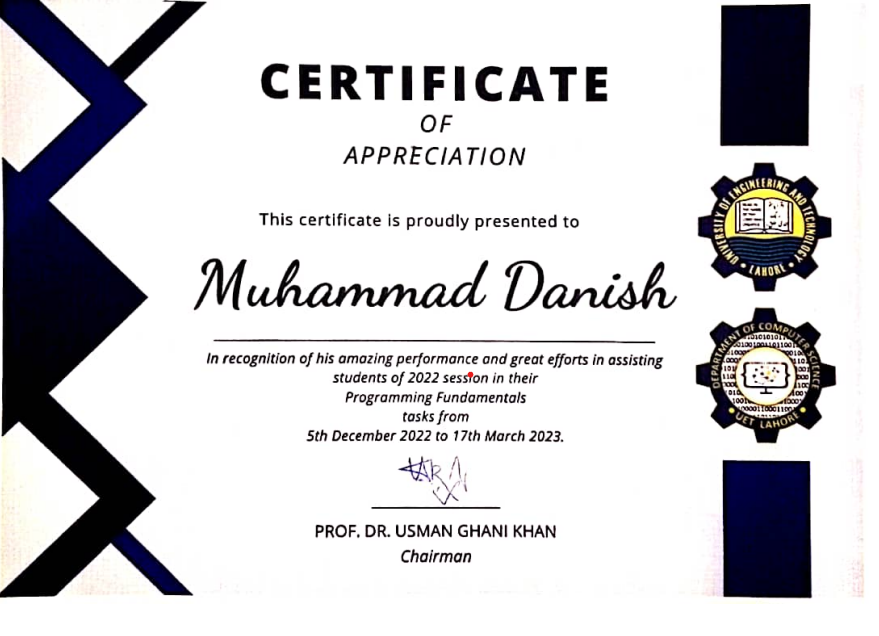 CERTIFICATE
OF
APPRECIATION
This certificate is proudly presented to
Muhammad Danish
In recognition of his amazing performance and great efforts in assisting
students of 2022 session in their
Programming Fundamentals
tasks from
5th December 2022 to 17th March 2023.
PROF. DR. USMAN GHANI KHAN
Chairman
UNIVERSITY OF ENGINEERING AND TECHNOLOGY
LAHORE
DEPARTMENT OF COMPUTER SCIENCE
UET LAHORE